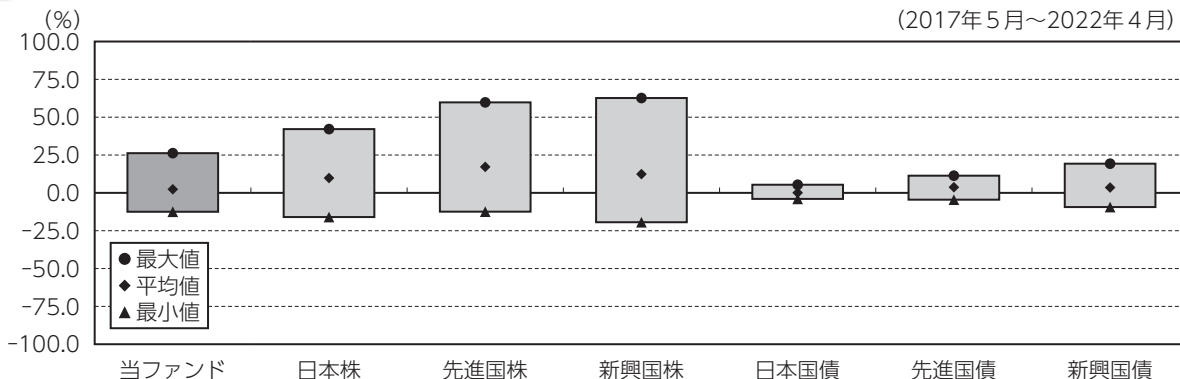 (%)
(2017年5月~2022年4月)
100.0
75.0
50.0
25.0
0.0
-25.0
-50.0
-75.0
-100.0
●最大値
◆平均値
▲最小値
当ファンド 日本株 先進国株 新興国株 日本国債 先進国債 新興国債